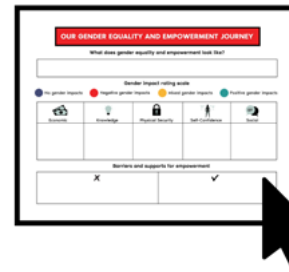 OUR GENDER EQUALITY AND EMPOWERMENT JOURNEY
What does gender equality and empowerment look like?
Gender impact rating scale
No gender impacts Negative gender impacts Mixed gender impacts Positive gender impacts
Economic Knowledge Physical Security Self-Confidence Social
Barriers and supports for empowerment